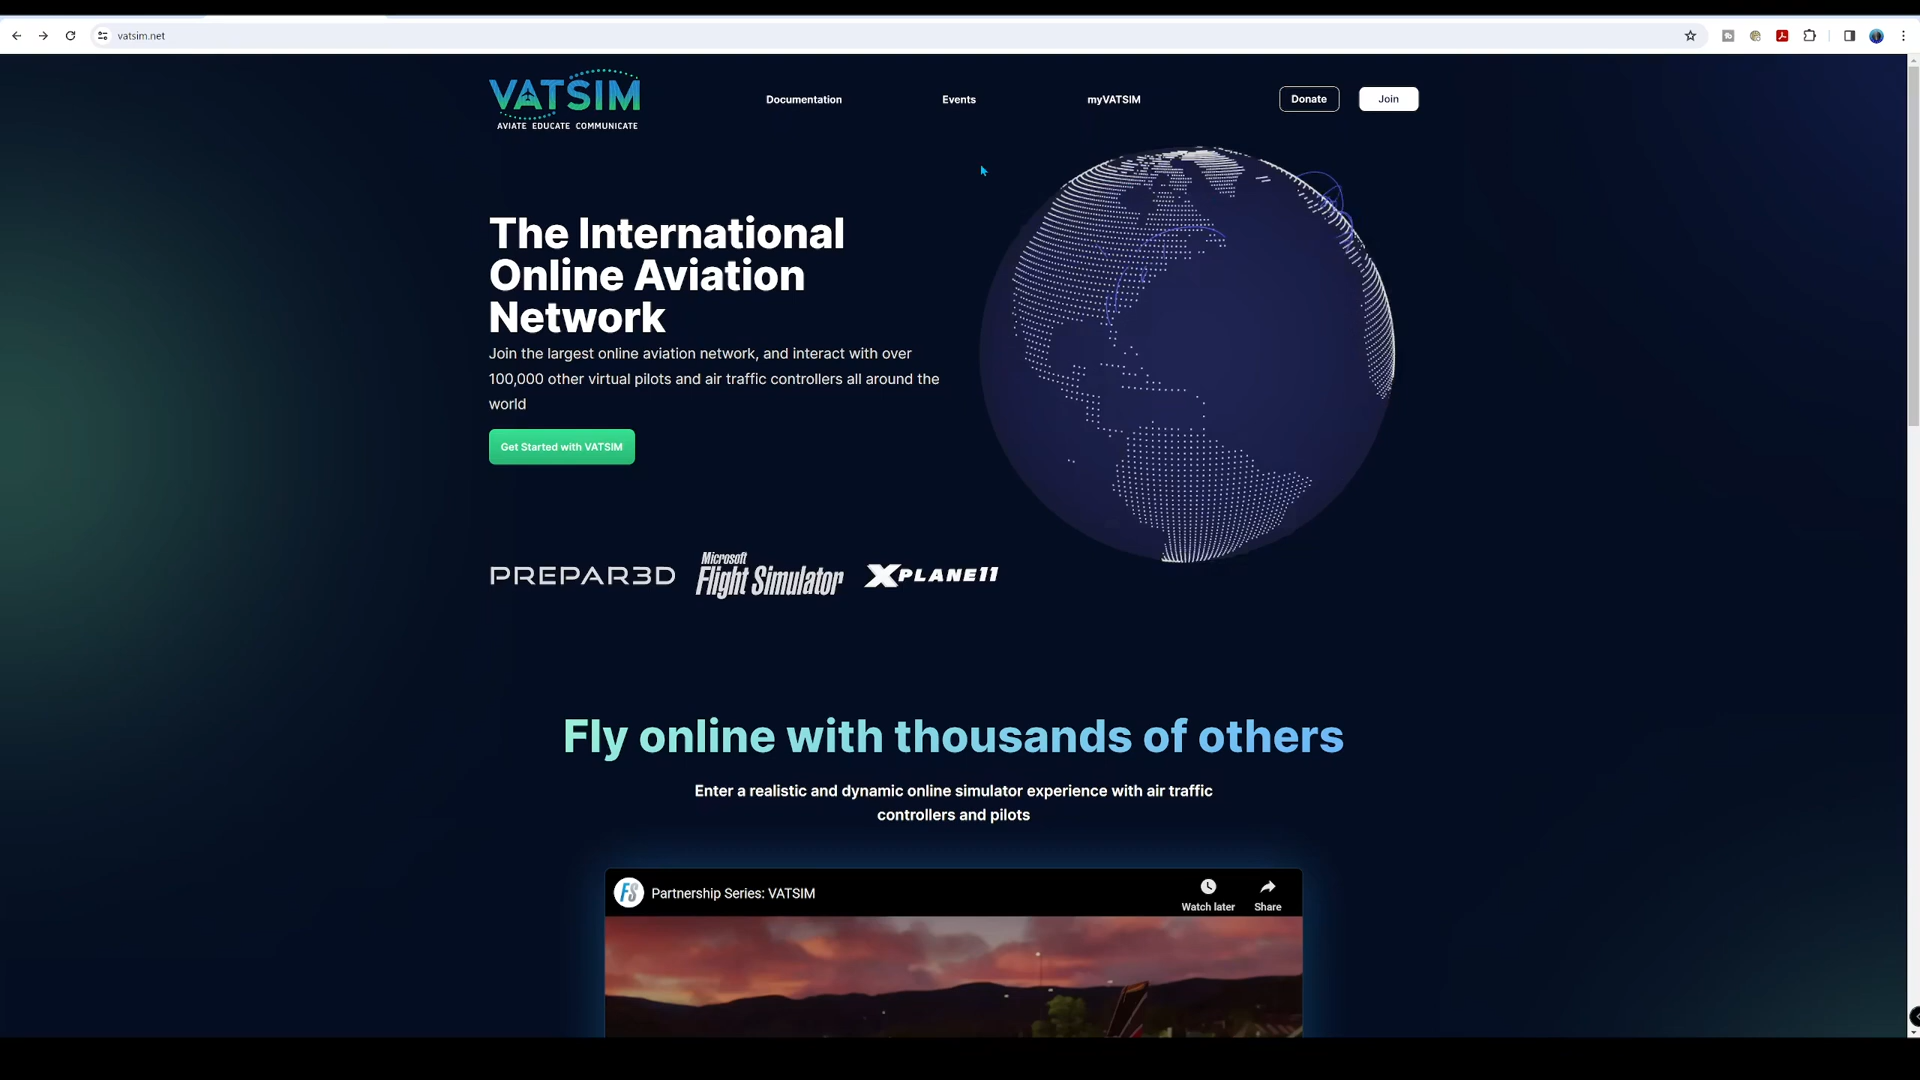 vatsim.net
VATSIM
AVIATE EDUCATE COMMUNICATE
Documentation
Events
myVATSIM
Donate
Join
The International
Online Aviation
Network
Join the largest online aviation network, and interact with over
100,000 other virtual pilots and air traffic controllers all around the
world
Get Started with VATSIM
PREPAR3D
Microsoft
Flight Simulator
XPLANE11
Fly online with thousands of others
Enter a realistic and dynamic online simulator experience with air traffic
controllers and pilots
FS
Partnership Series: VATSIM
Watch later
Share